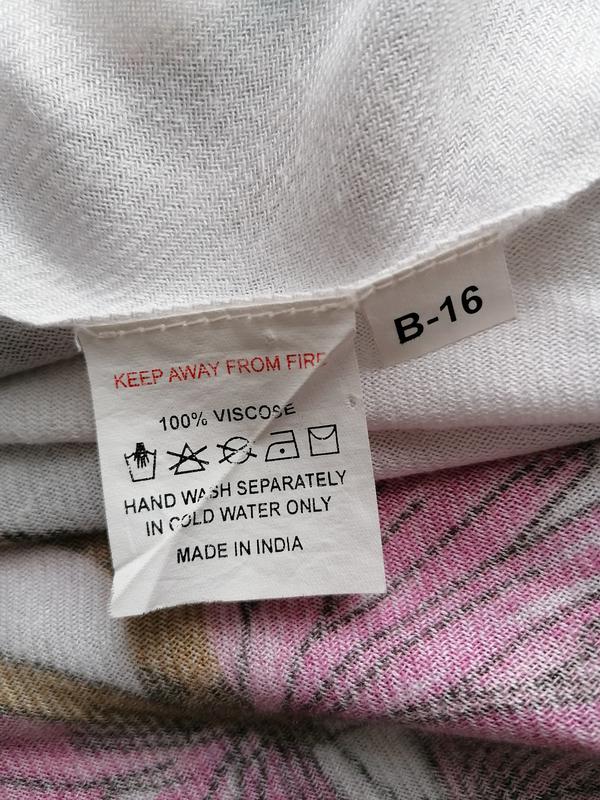 B-16
KEEP AWAY FROM FIRE
100% VISCOSE
HAND WASH SEPARATELY
IN COLD WATER ONLY
MADE IN INDIA